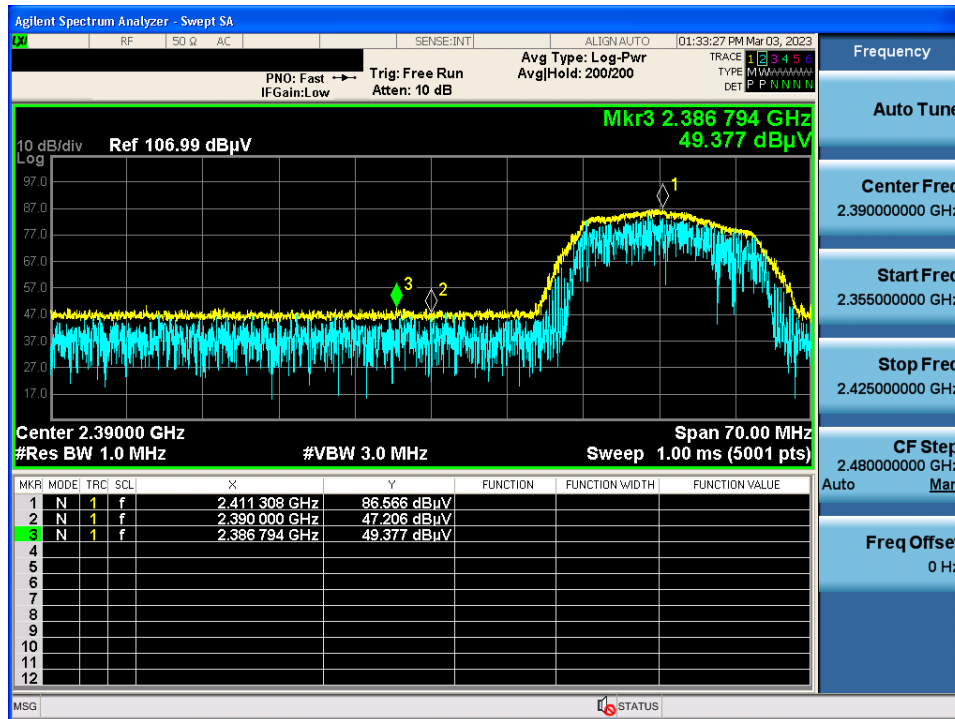 Agilent Spectrum Analyzer - Swept SA
LXI RF 50 Ω AC SENSE:INT ALIGN AUTO 01:33:27 PM Mar 03, 2023
Frequency
PNO: Fast Trig: Free Run Avg Type: Log-Pwr TRACE 1 2 3 4 5 6
IFGain:Low Atten: 10 dB Avg|Hold: 200/200 TYPE M W
DET P P N N N N
Auto Tune
Mkr3 2.386 794 GHz
49.377 dBµV
10 dB/div Ref 106.99 dBµV
Log
97.0
87.0
77.0
67.0
57.0
47.0
37.0
27.0
17.0
1
3
2
Center Freq
2.390000000 GHz
Start Freq
2.355000000 GHz
Stop Freq
2.425000000 GHz
Center 2.39000 GHz Span 70.00 MHz
#Res BW 1.0 MHz #VBW 3.0 MHz Sweep 1.00 ms (5001 pts)
CF Step
2.480000000 GHz
Auto Man
MKR MODE TRC SCL X Y FUNCTION FUNCTION WIDTH FUNCTION VALUE
1 N 1 f 2.411 308 GHz 86.566 dBµV
2 N 1 f 2.390 000 GHz 47.206 dBµV
3 N 1 f 2.386 794 GHz 49.377 dBµV
4
5
6
7
8
9
10
11
12
Freq Offset
0 Hz
MSG STATUS